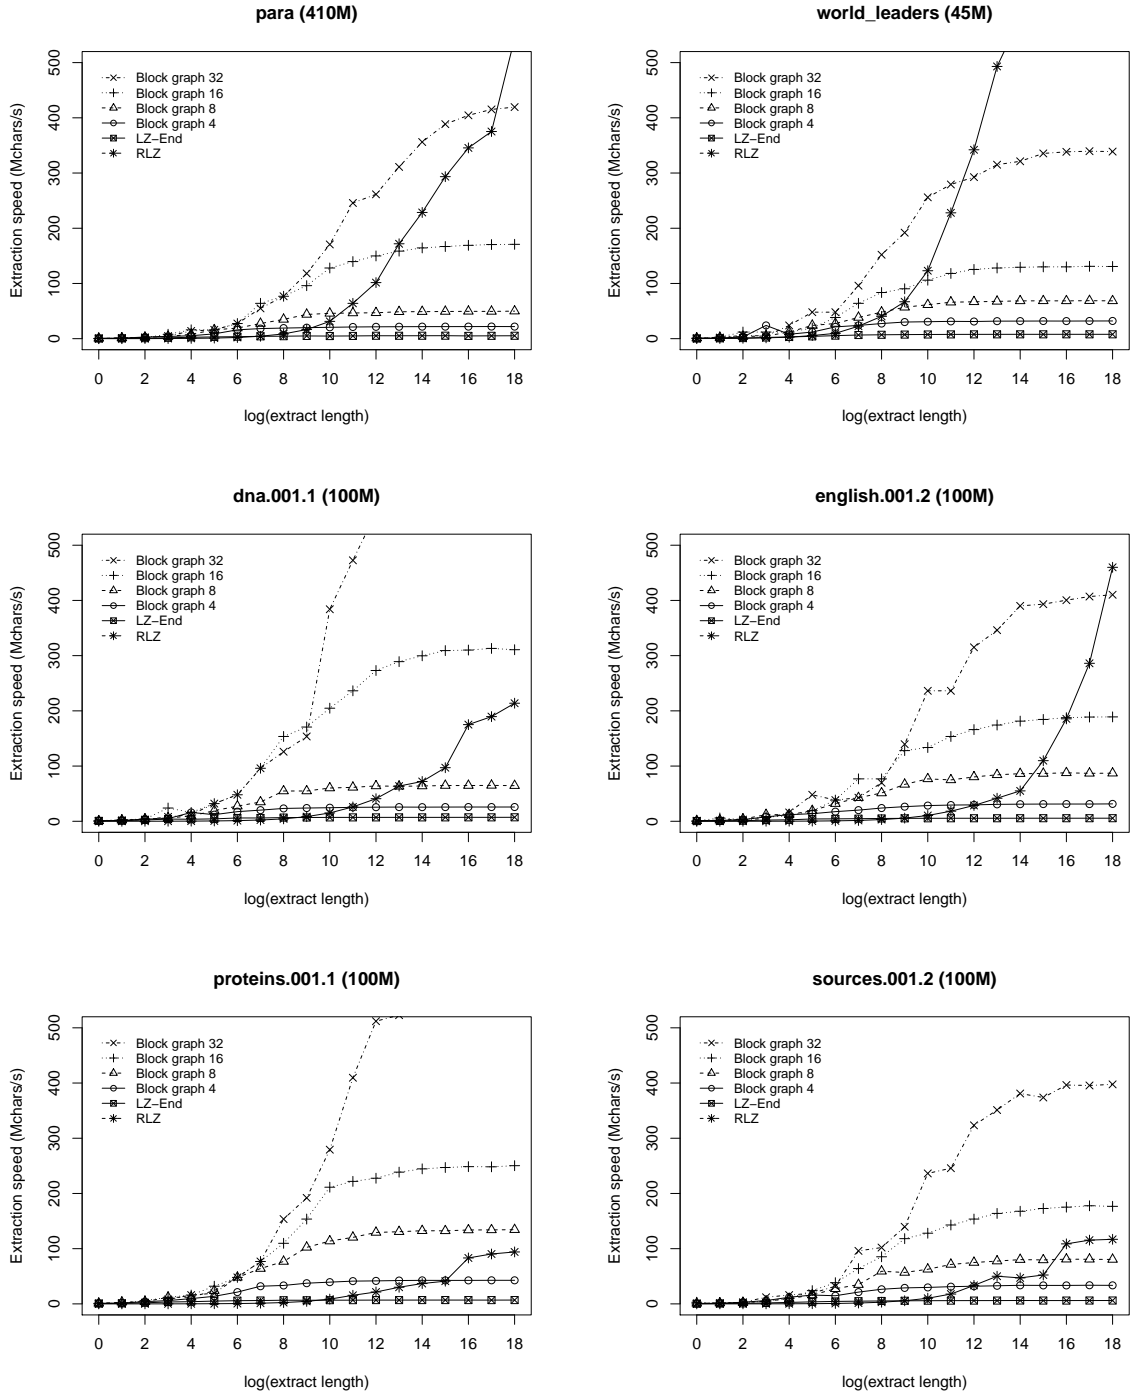 para (410M)
Extraction speed (Mchars/s)
500
400
300
200
100
0
Block graph 32
Block graph 16
Block graph 8
Block graph 4
LZ−End
RLZ
0 2 4 6 8 10 12 14 16 18
log(extract length)
world_leaders (45M)
Extraction speed (Mchars/s)
500
400
300
200
100
0
Block graph 32
Block graph 16
Block graph 8
Block graph 4
LZ−End
RLZ
0 2 4 6 8 10 12 14 16 18
log(extract length)
dna.001.1 (100M)
Extraction speed (Mchars/s)
500
400
300
200
100
0
Block graph 32
Block graph 16
Block graph 8
Block graph 4
LZ−End
RLZ
0 2 4 6 8 10 12 14 16 18
log(extract length)
english.001.2 (100M)
Extraction speed (Mchars/s)
500
400
300
200
100
0
Block graph 32
Block graph 16
Block graph 8
Block graph 4
LZ−End
RLZ
0 2 4 6 8 10 12 14 16 18
log(extract length)
proteins.001.1 (100M)
Extraction speed (Mchars/s)
500
400
300
200
100
0
Block graph 32
Block graph 16
Block graph 8
Block graph 4
LZ−End
RLZ
0 2 4 6 8 10 12 14 16 18
log(extract length)
sources.001.2 (100M)
Extraction speed (Mchars/s)
500
400
300
200
100
0
Block graph 32
Block graph 16
Block graph 8
Block graph 4
LZ−End
RLZ
0 2 4 6 8 10 12 14 16 18
log(extract length)